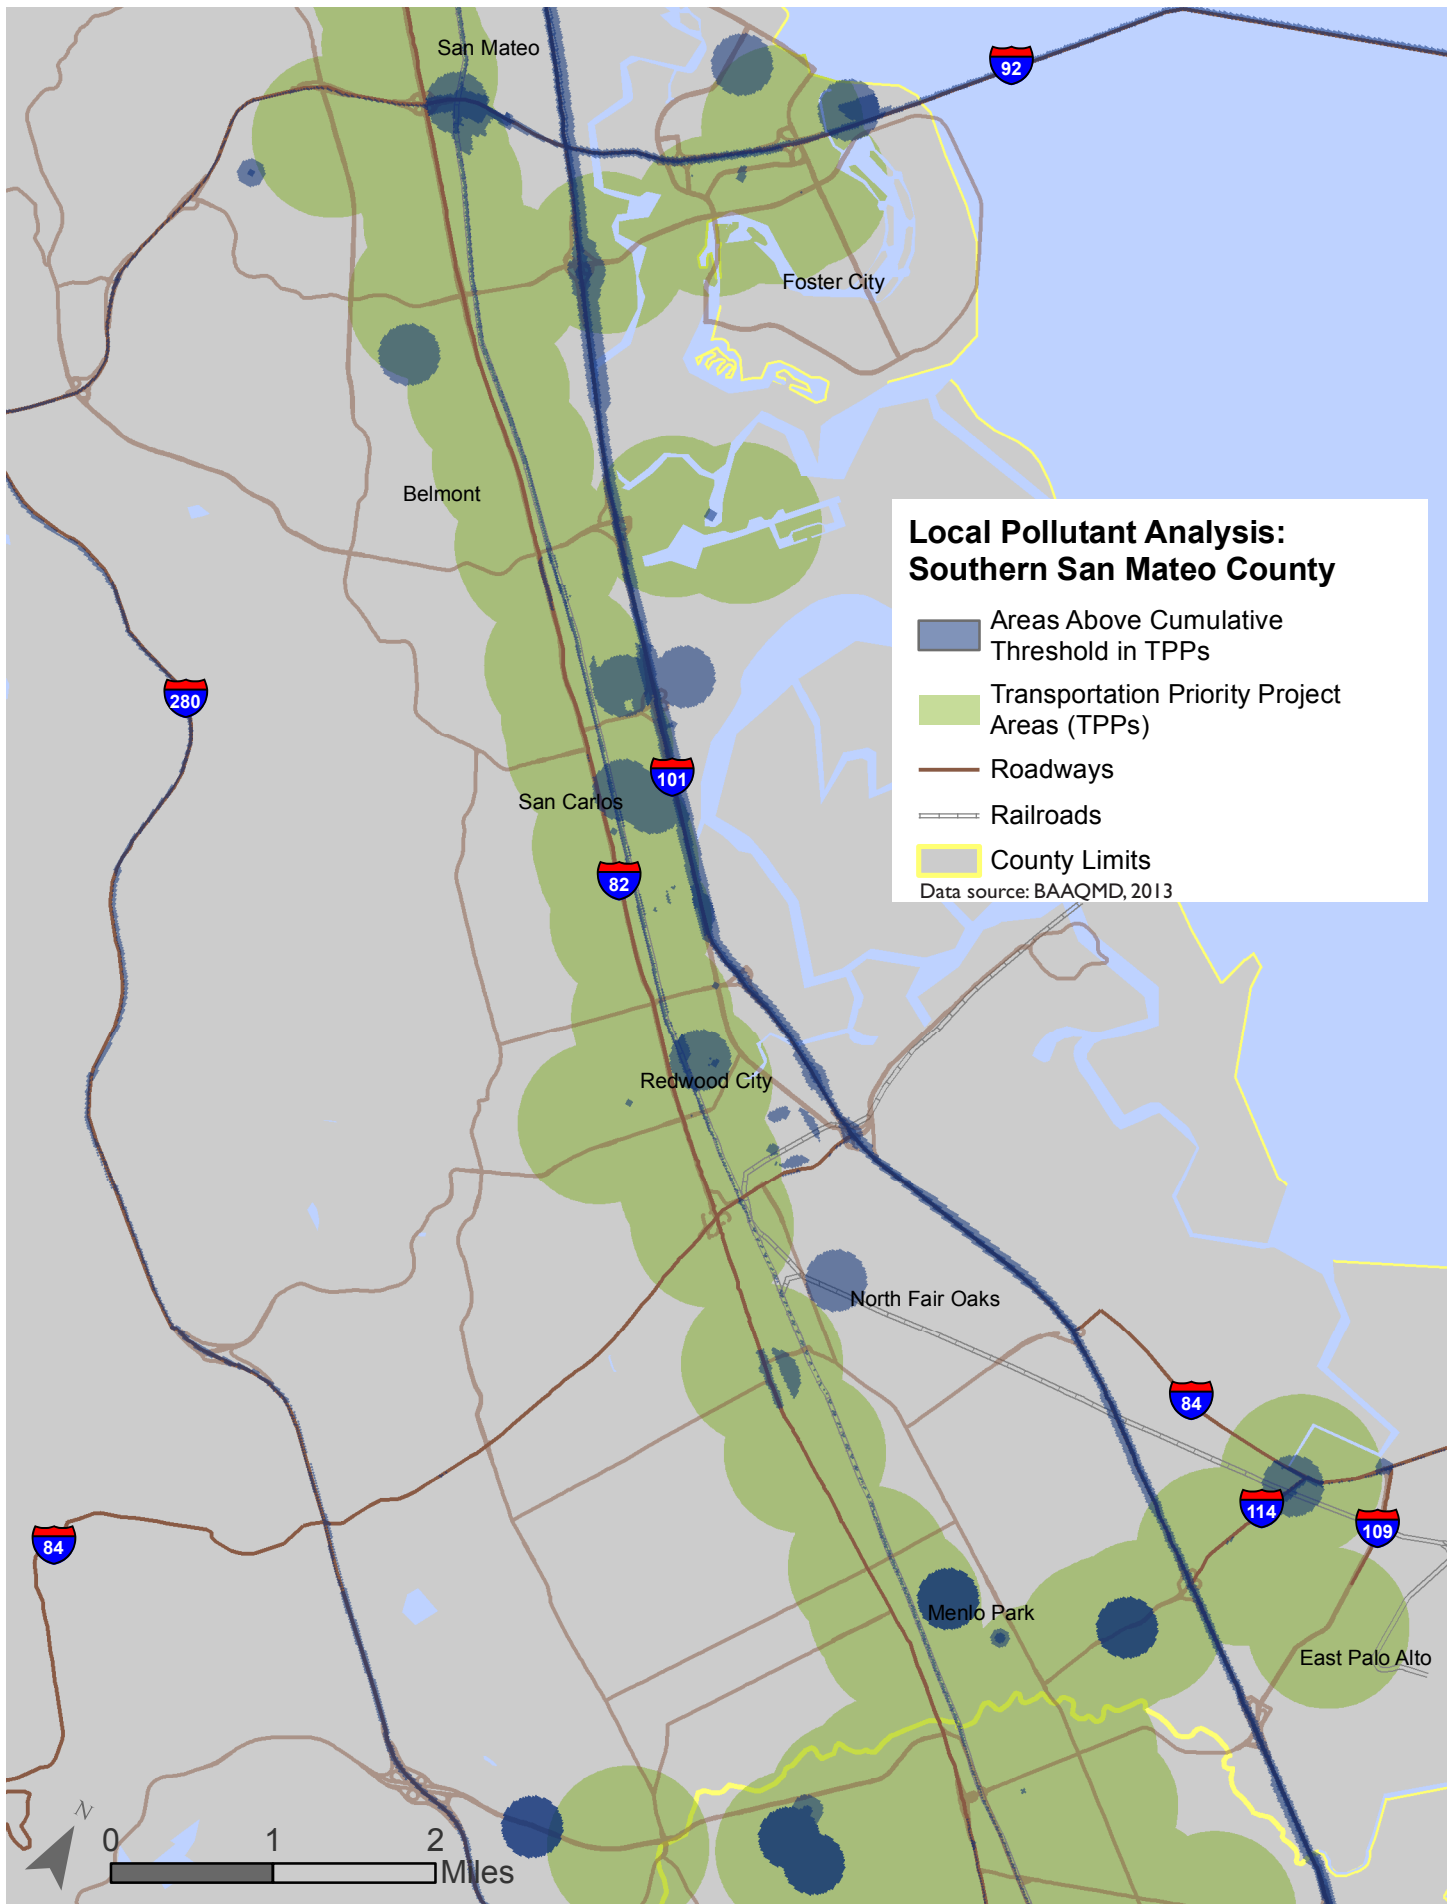 San Mateo
92
Foster City
Belmont
Local Pollutant Analysis:
Southern San Mateo County
Areas Above Cumulative
Threshold in TPPs
Transportation Priority Project
Areas (TPPs)
Roadways
Railroads
County Limits
Data source: BAAQMD, 2013
280
101
San Carlos
82
Redwood City
North Fair Oaks
84
114
109
84
Menlo Park
East Palo Alto
N
0 1 2
Miles